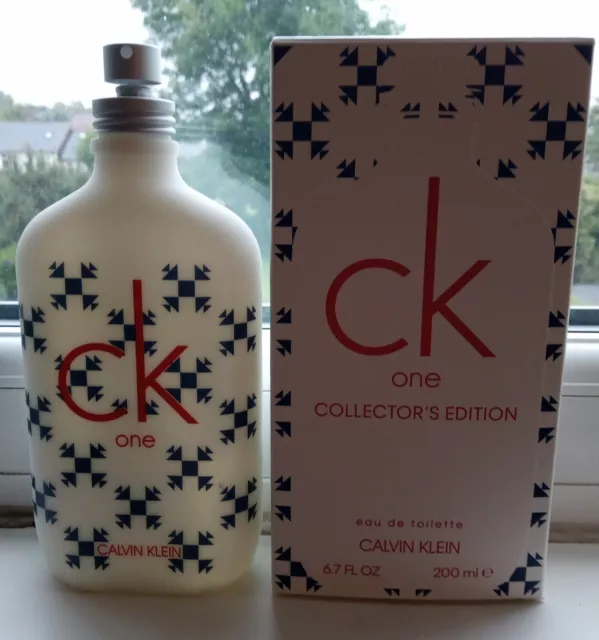 ck
one
CALVIN KLEIN
ck
one
COLLECTOR'S EDITION
eau de toilette
CALVIN KLEIN
6.7 FL OZ 200 ml ℮